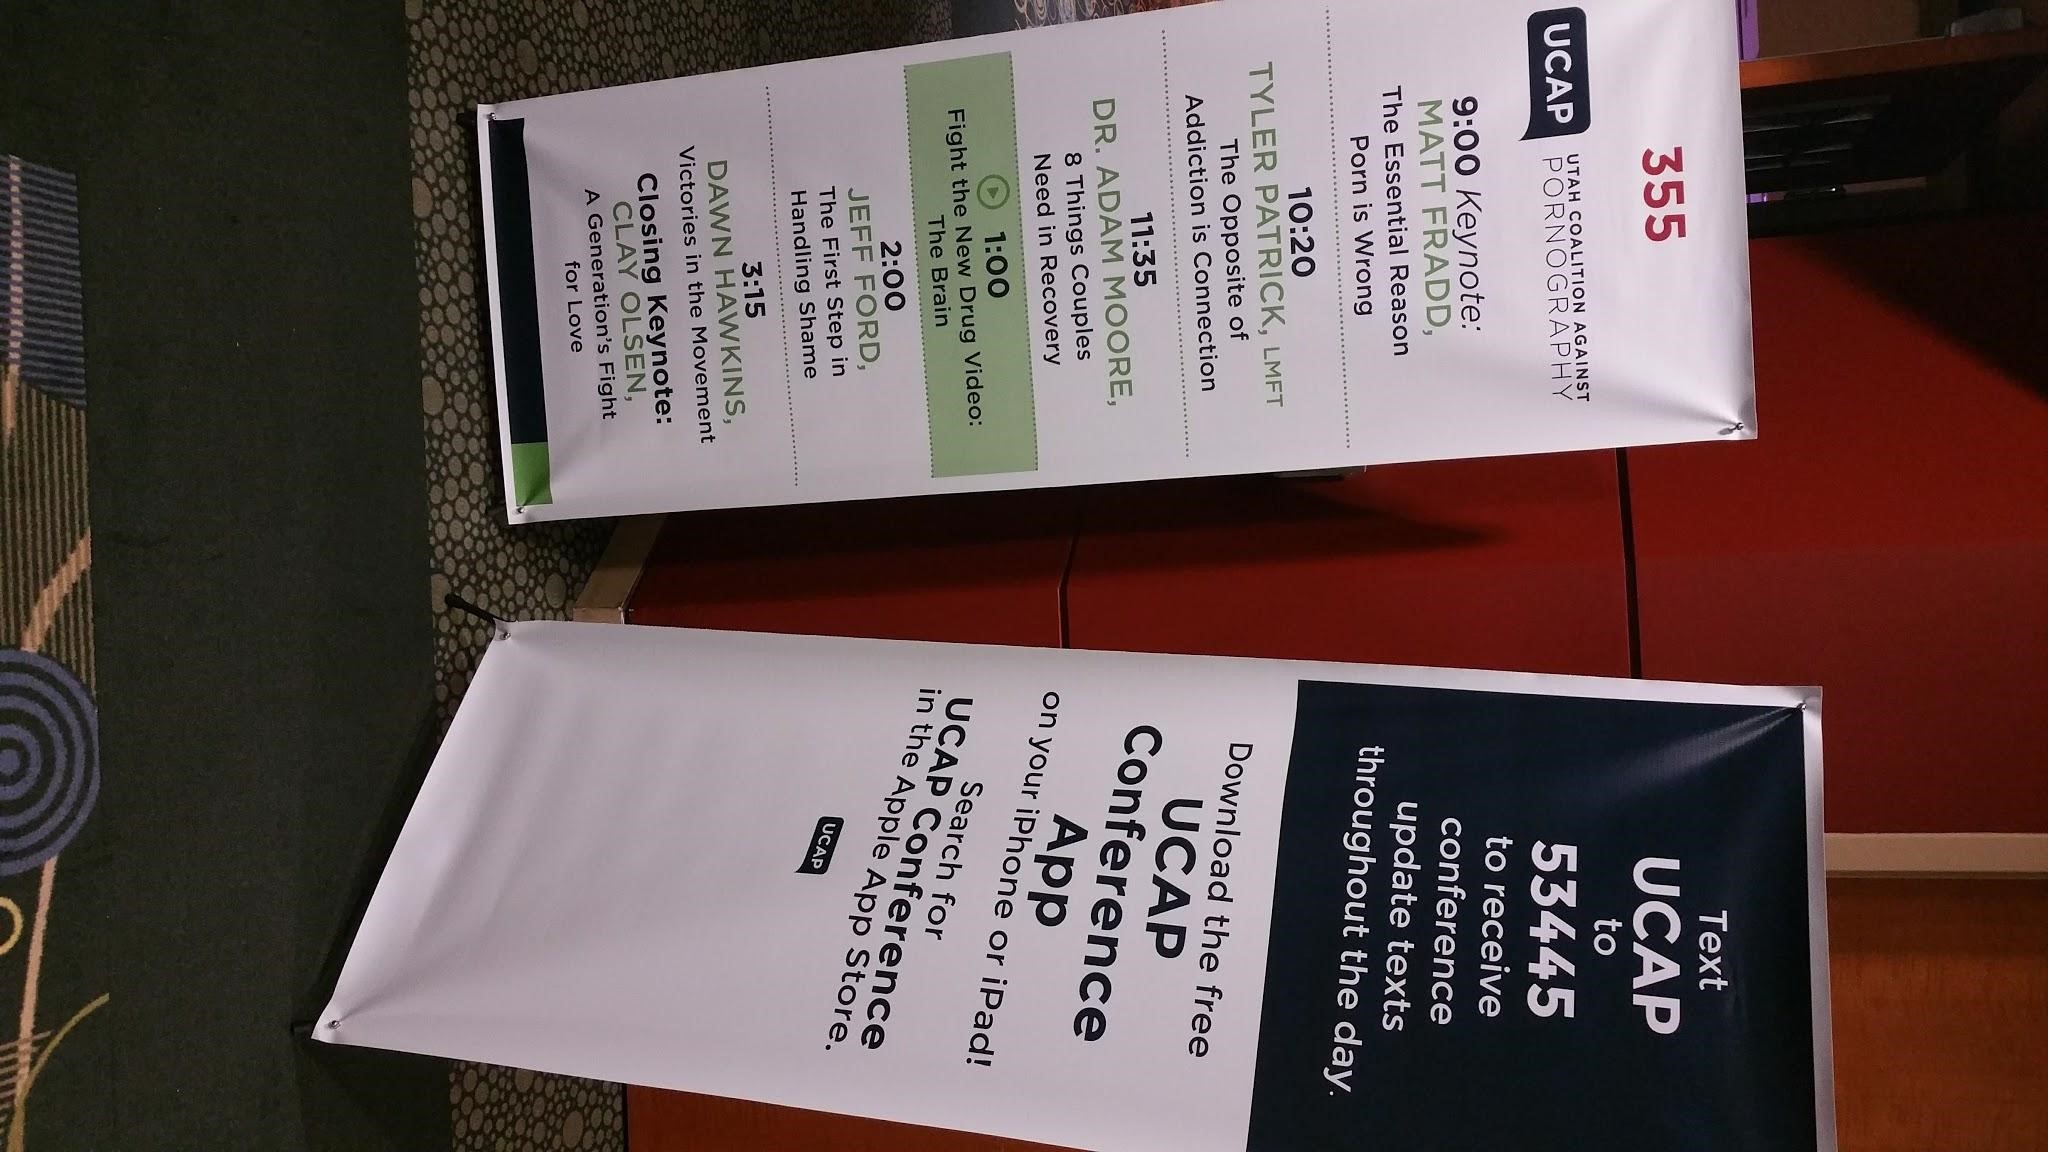 355
UCAP
UTAH COALITION AGAINST
PORNOGRAPHY
9:00 Keynote:
MATT FRADD,
The Essential Reason
Porn is Wrong
10:20
TYLER PATRICK, LMFT
The Opposite of
Addiction is Connection
11:35
DR. ADAM MOORE,
8 Things Couples
Need in Recovery
1:00
Fight the New Drug Video:
The Brain
2:00
JEFF FORD,
The First Step in
Handling Shame
3:15
DAWN HAWKINS,
Victories in the Movement
Closing Keynote:
CLAY OLSEN,
A Generation's Fight
for Love
Text
UCAP
to
53445
to receive
conference
update texts
throughout the day.
Download the free
UCAP
Conference
App
on your iPhone or iPad!
Search for
UCAP Conference
in the Apple App Store.
UCAP